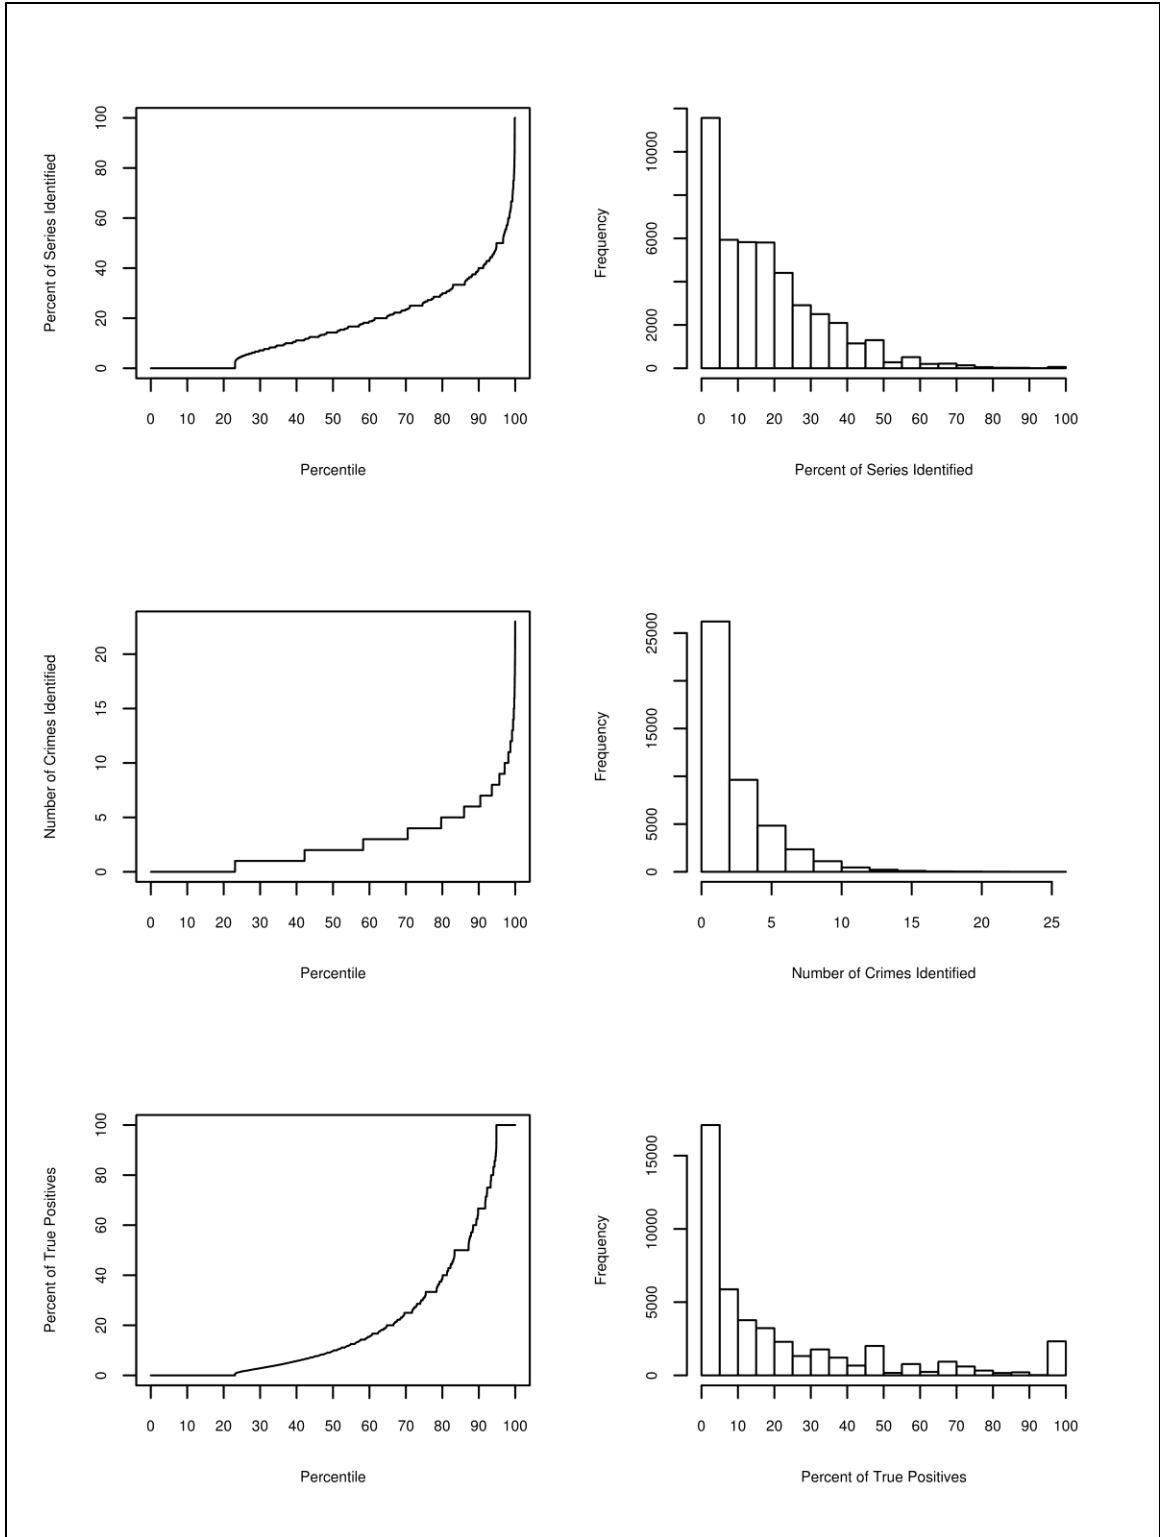 100
80
60
40
20
0
Percent of Series Identified
0 10 20 30 40 50 60 70 80 90 100
Percentile
10000
6000
2000
0
Frequency
0 10 20 30 40 50 60 70 80 90 100
Percent of Series Identified
20
15
10
5
0
Number of Crimes Identified
0 10 20 30 40 50 60 70 80 90 100
Percentile
25000
15000
5000
0
Frequency
0 5 10 15 20 25
Number of Crimes Identified
100
80
60
40
20
0
Percent of True Positives
0 10 20 30 40 50 60 70 80 90 100
Percentile
15000
10000
5000
0
Frequency
0 10 20 30 40 50 60 70 80 90 100
Percent of True Positives